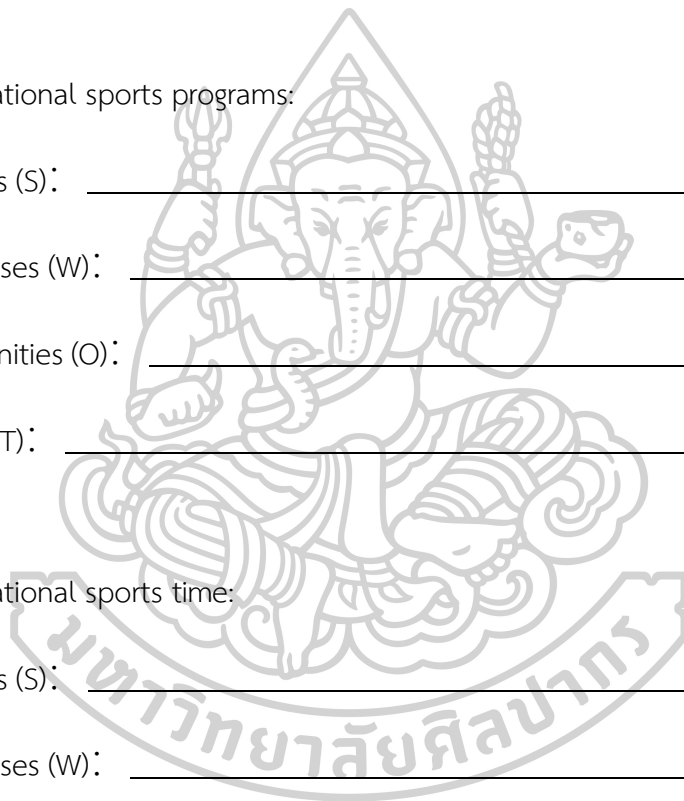 ational sports programs:
s (S):
ses (W):
nities (O):
T):
ational sports time:
s (S):
ses (W):
มหาวิทยาลัยศิลปากร